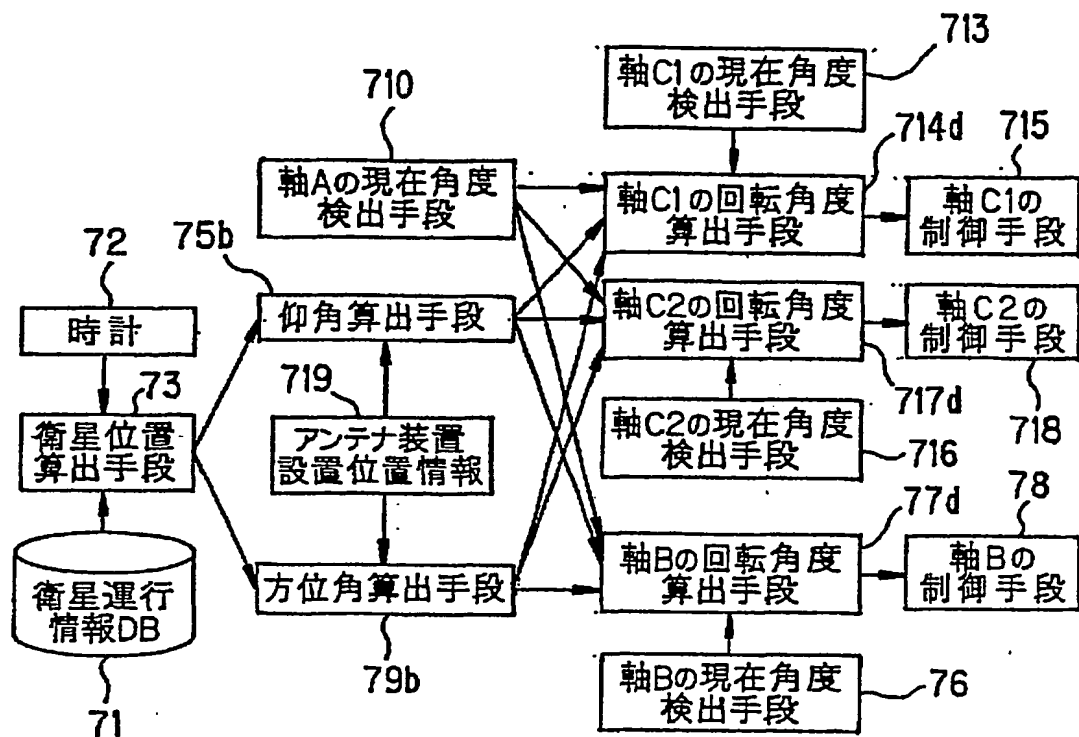 713
軸C1の現在角度
検出手段
710
714d
715
軸Aの現在角度
検出手段
軸C1の回転角度
算出手段
軸C1の
制御手段
75b
72
時計
仰角算出手段
軸C2の回転角度
算出手段
軸C2の
制御手段
73
719
717d
718
衛星位置
算出手段
アンテナ装置
設置位置情報
軸C2の現在角度
検出手段
716
77d
78
衛星運行
情報DB
方位角算出手段
軸Bの回転角度
算出手段
軸Bの
制御手段
71
79b
軸Bの現在角度
検出手段
76